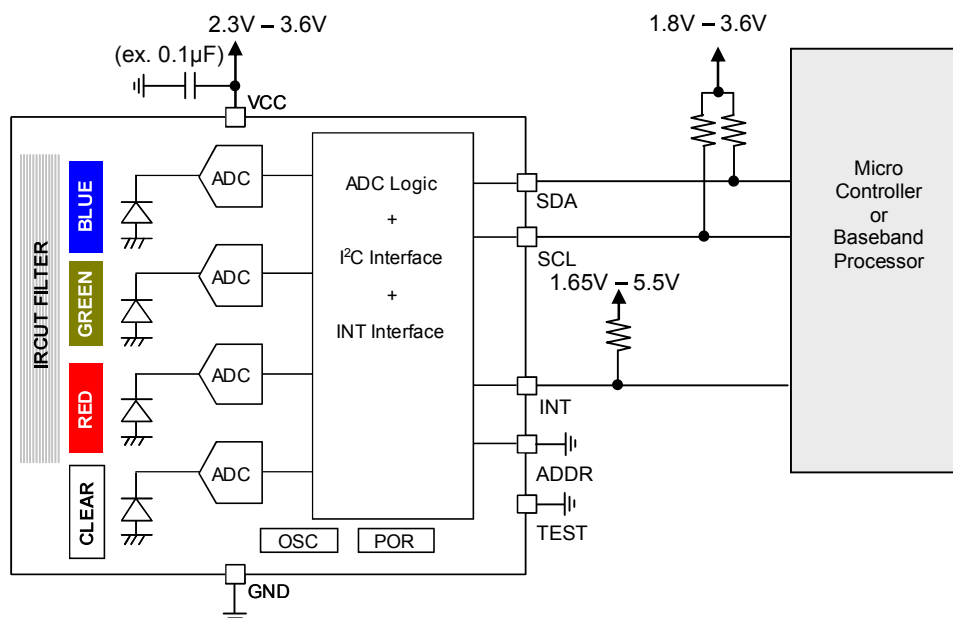 2.3V – 3.6V
(ex. 0.1µF)
VCC
1.8V – 3.6V
IRCUT FILTER
BLUE
GREEN
RED
CLEAR
ADC
ADC
ADC
ADC
ADC Logic
+
I²C Interface
+
INT Interface
OSC
POR
SDA
SCL
1.65V – 5.5V
INT
ADDR
TEST
GND
Micro
Controller
or
Baseband
Processor